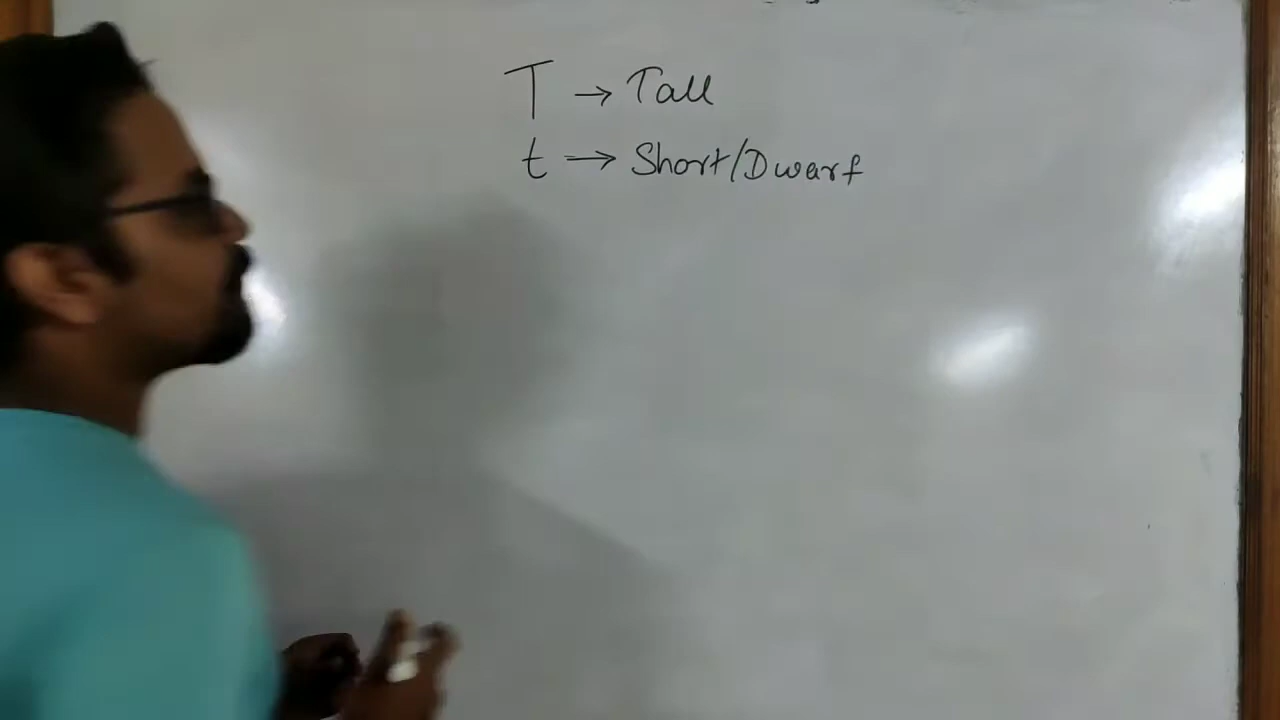 T → Tall
t → Short/Dwarf